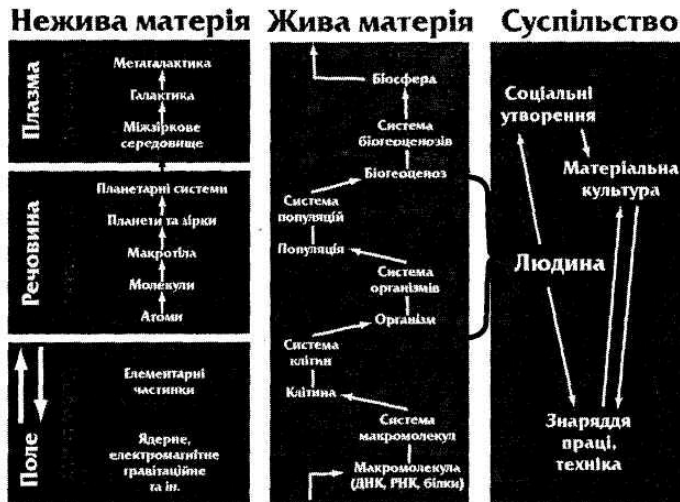 Нежива матерія
Плазма
Метагалактика
Галактика
Міжзіркове
середовище
Речовина
Планетарні системи
Планети та зірки
Макротіла
Молекули
Атоми
Поле
Елементарні
частинки
Ядерне,
електромагнітне
гравітаційне
та ін.
Жива матерія
Біосфера
Система
біогеоценозів
Біогеоценоз
Система
популяцій
Популяція
Система
організмів
Організм
Система
клітин
Клітина
Система
макромолекул
Макромолекула
(ДНК, РНК, білки)
Суспільство
Соціальні
утворення
Матеріальна
культура
Людина
Знаряддя
праці,
техніка